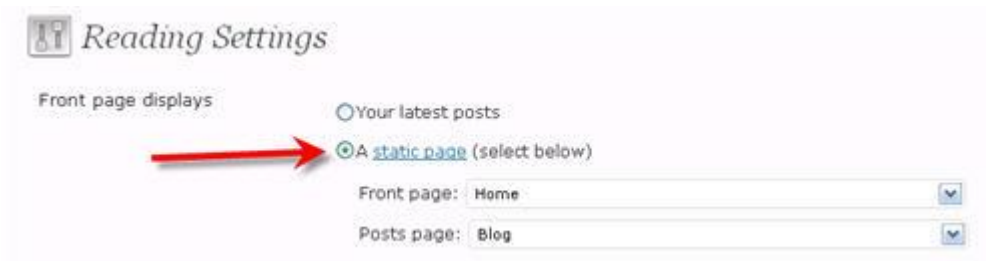 Reading Settings
Front page displays
Your latest posts
A static page (select below)
Front page: Home
Posts page: Blog